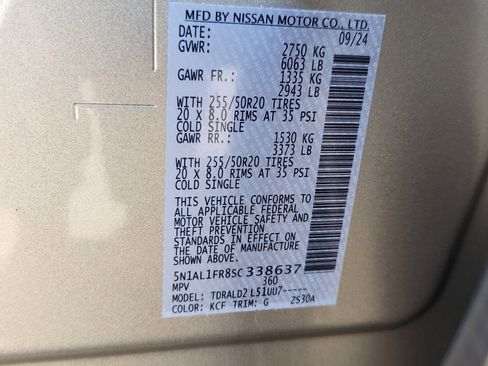 MFD BY NISSAN MOTOR CO., LTD.
DATE: 09/24
GVWR: 2750 KG
6063 LB
GAWR FR.: 1335 KG
2943 LB
WITH 255/50R20 TIRES
20 X 8.0 RIMS AT 35 PSI
COLD SINGLE
GAWR RR.: 1530 KG
3373 LB
WITH 255/50R20 TIRES
20 X 8.0 RIMS AT 35 PSI
COLD SINGLE
THIS VEHICLE CONFORMS TO
ALL APPLICABLE FEDERAL
MOTOR VEHICLE SAFETY AND
THEFT PREVENTION
STANDARDS IN EFFECT ON
THE DATE OF MANUFACTURE
SHOWN ABOVE.
5N1AL1FR8SC 338637
MPV 360
MODEL: TDRALD2 L51UU7-----
COLOR: KCF TRIM: G ZS30A